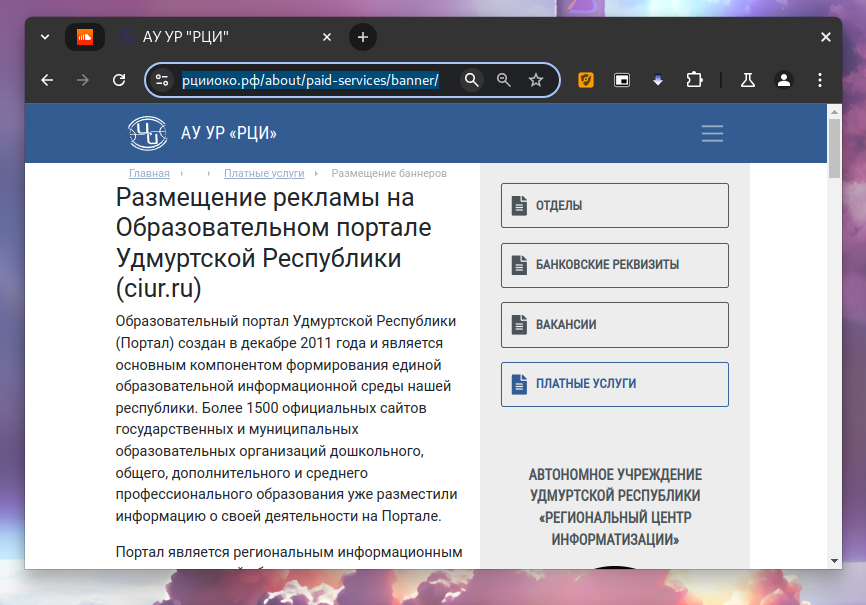 АУ УР "РЦИ"
рцииоко.рф/about/paid-services/banner/
АУ УР «РЦИ»
Главная
Платные услуги
Размещение баннеров
Размещение рекламы на
Образовательном портале
Удмуртской Республики
(ciur.ru)
Образовательный портал Удмуртской Республики
(Портал) создан в декабре 2011 года и является
основным компонентом формирования единой
образовательной информационной среды нашей
республики. Более 1500 официальных сайтов
государственных и муниципальных
образовательных организаций дошкольного,
общего, дополнительного и среднего
профессионального образования уже разместили
информацию о своей деятельности на Портале.
Портал является региональным информационным
ОТДЕЛЫ
БАНКОВСКИЕ РЕКВИЗИТЫ
ВАКАНСИИ
ПЛАТНЫЕ УСЛУГИ
АВТОНОМНОЕ УЧРЕЖДЕНИЕ
УДМУРТСКОЙ РЕСПУБЛИКИ
«РЕГИОНАЛЬНЫЙ ЦЕНТР
ИНФОРМАТИЗАЦИИ»